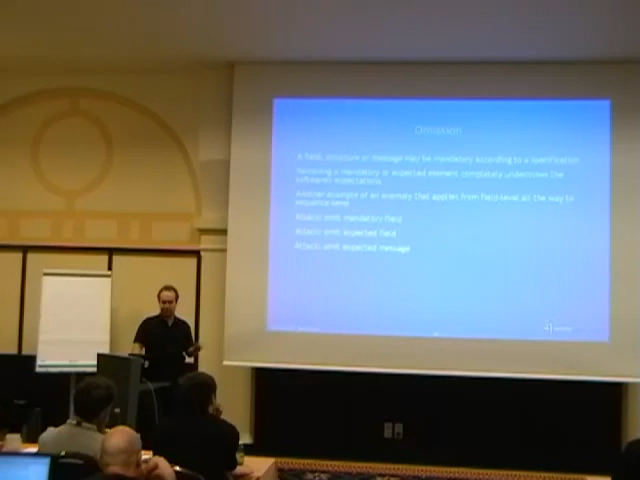 Omission
A field, structure or message may be mandatory according to a specification
Removing a mandatory or expected element completely undermines the
software's expectations
Another example of an anomaly that applies from field-level all the way to
sequence-level
Attack: omit mandatory field
Attack: omit expected field
Attack: omit expected message